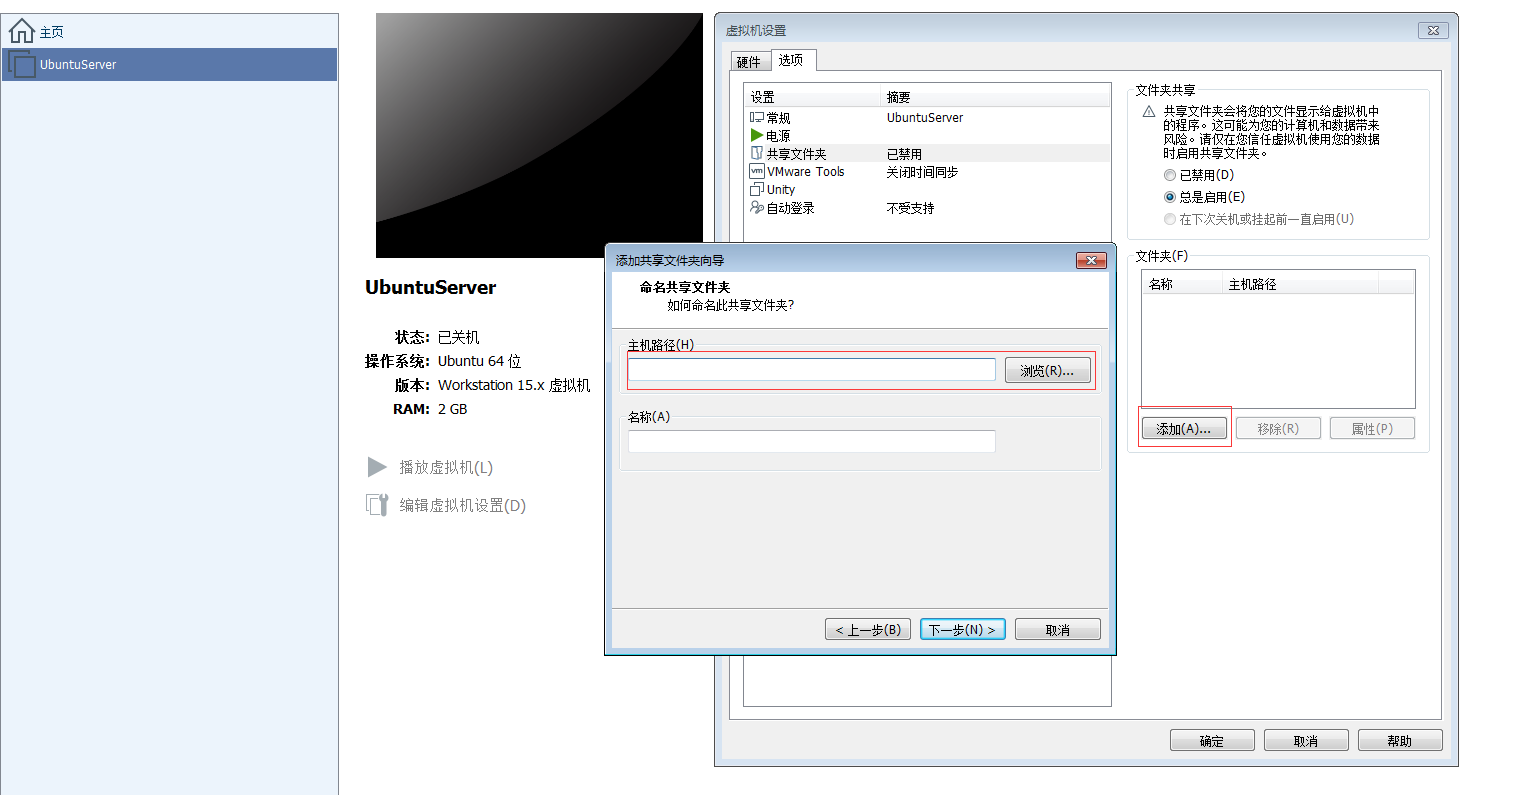 主页
UbuntuServer
UbuntuServer
状态: 已关机
操作系统: Ubuntu 64 位
版本: Workstation 15.x 虚拟机
RAM: 2 GB
播放虚拟机(L)
编辑虚拟机设置(D)
虚拟机设置
硬件 选项
设置 摘要
常规 UbuntuServer
电源
共享文件夹 已禁用
vm VMware Tools 关闭时间同步
Unity
自动登录 不受支持
文件夹共享
共享文件夹会将您的文件显示给虚拟机中
的程序。这可能为您的计算机和数据带来
风险。请仅在您信任虚拟机使用您的数据
时启用共享文件夹。
已禁用(D)
总是启用(E)
在下次关机或挂起前一直启用(U)
文件夹(F)
名称 主机路径
添加(A)... 移除(R) 属性(P)
确定 取消 帮助
添加共享文件夹向导
命名共享文件夹
如何命名此共享文件夹?
主机路径(H)
浏览(R)...
名称(A)
< 上一步(B) 下一步(N) > 取消